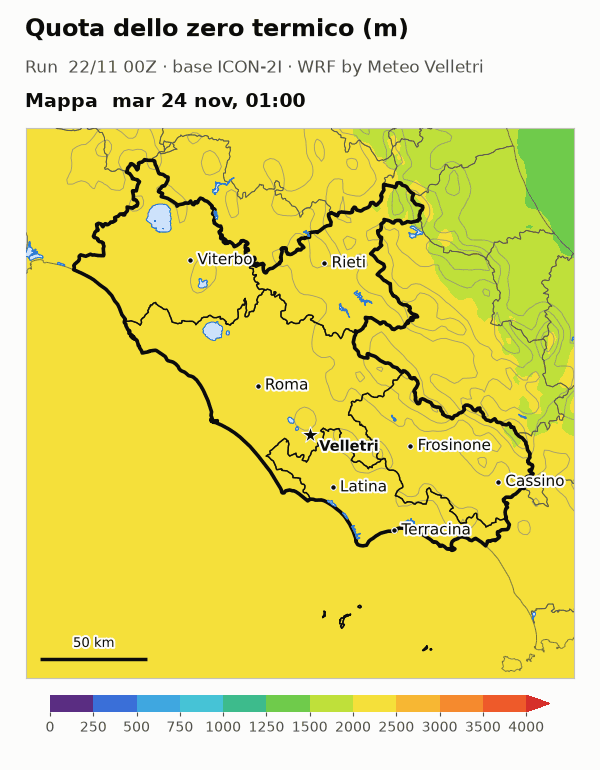 Quota dello zero termico (m)
Run 22/11 00Z · base ICON-2I · WRF by Meteo Velletri
Mappa mar 24 nov, 01:00
Viterbo
Rieti
Roma
Velletri
Frosinone
Cassino
Latina
Terracina
50 km
0 250 500 750 1000 1250 1500 2000 2500 3000 3500 4000